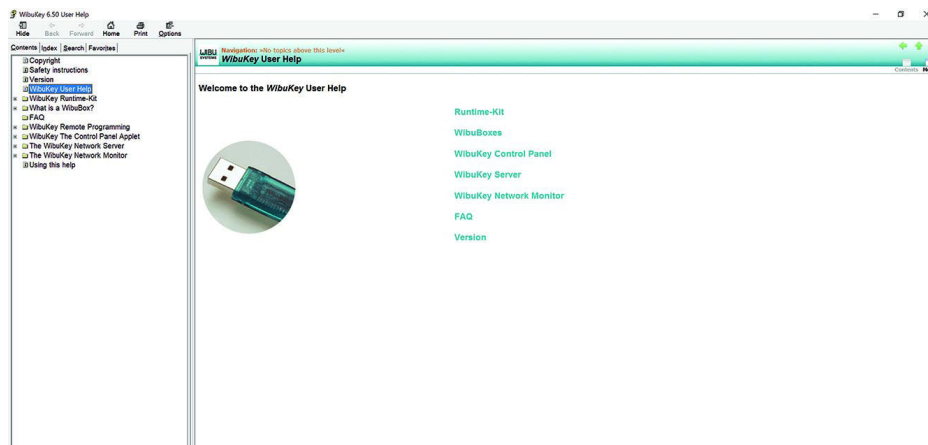 WibuKey 6.50 User Help
Hide Back Forward Home Print Options
Contents Index Search Favorites
Copyright
Safety instructions
Version
WibuKey User Help
WibuKey Runtime-Kit
What is a WibuBox?
FAQ
WibuKey Remote Programming
WibuKey The Control Panel Applet
The WibuKey Network Server
The WibuKey Network Monitor
Using this help
WIBU
SYSTEMS
Navigation: »No topics above this level«
WibuKey User Help
Contents
Welcome to the WibuKey User Help
Runtime-Kit
WibuBoxes
WibuKey Control Panel
WibuKey Server
WibuKey Network Monitor
FAQ
Version